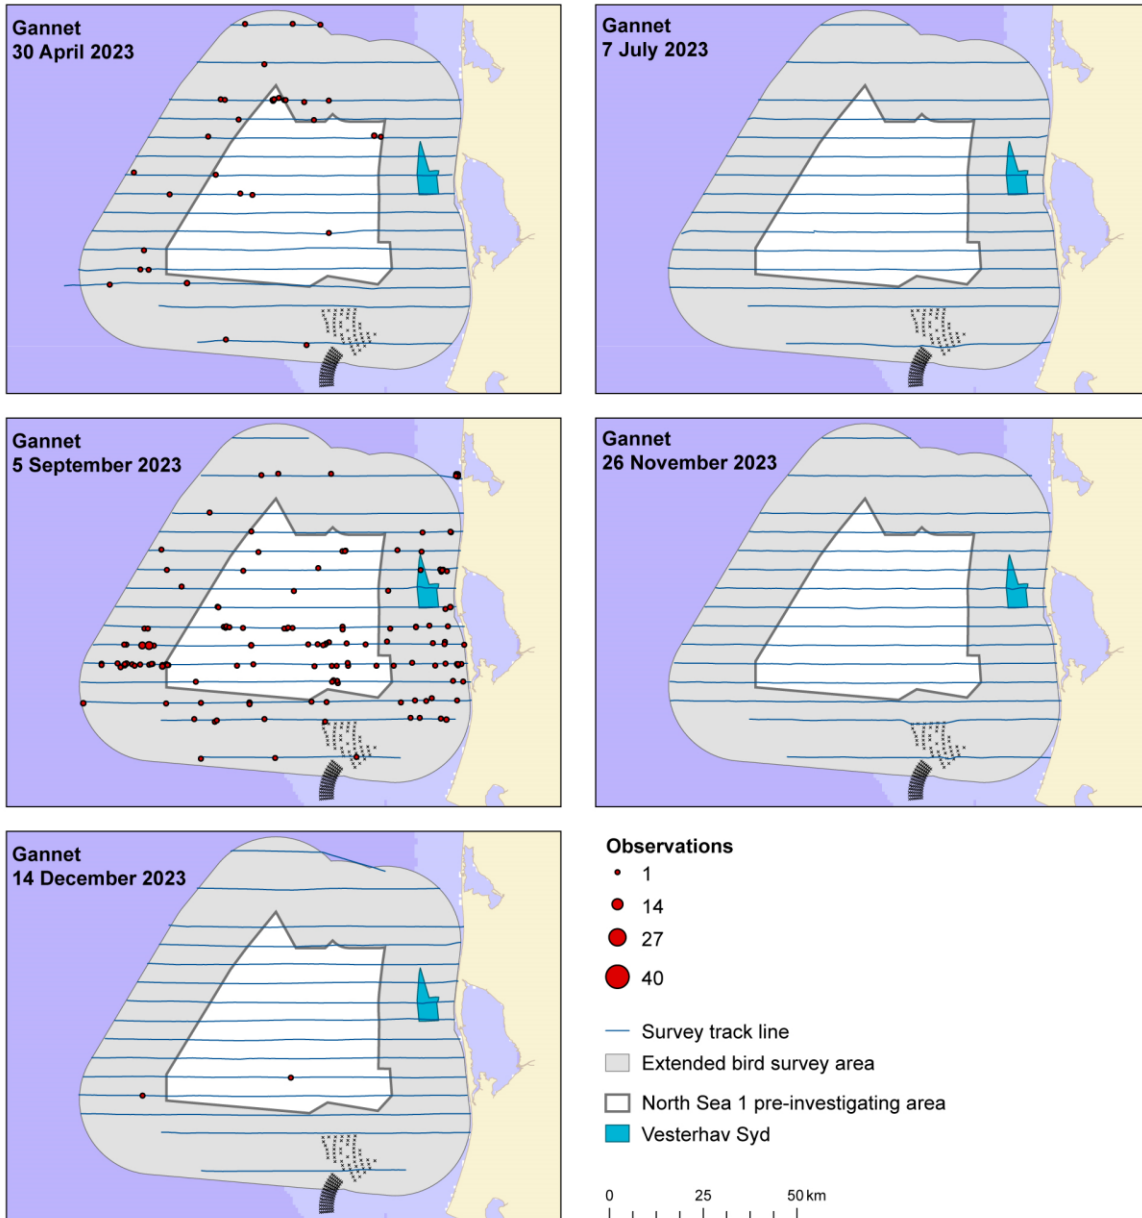 Gannet
30 April 2023
Gannet
7 July 2023
Gannet
5 September 2023
Gannet
26 November 2023
Gannet
14 December 2023
Observations
1
14
27
40
Survey track line
Extended bird survey area
North Sea 1 pre-investigating area
Vesterhav Syd
0 25 50 km